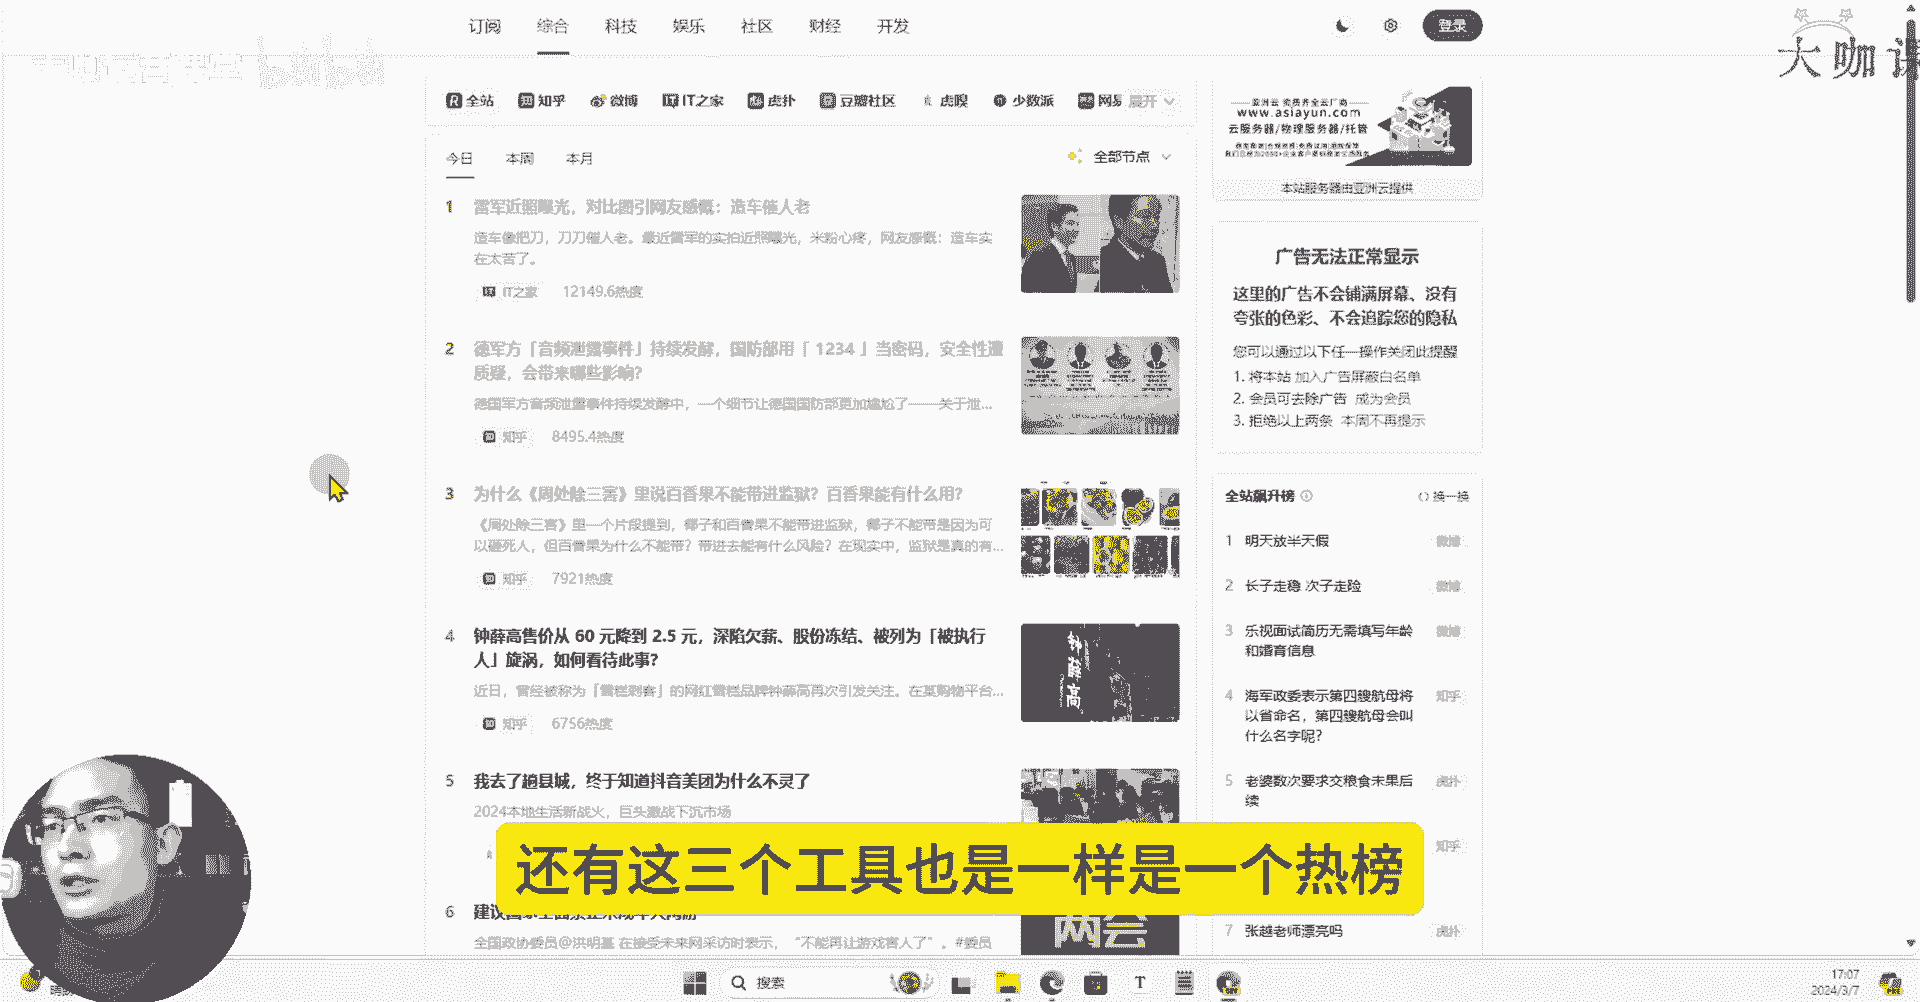 订阅 综合 科技 娱乐 社区 财经 开发
登录
大咖课
全站 知乎 微博 IT之家 虎扑 豆瓣社区 虎嗅 少数派 网易 展开
今日 本周 本月
全部节点
1 雷军近照曝光，对比图引网友感慨：造车催人老
造车像把刀，刀刀催人老。最近雷军的实拍近照曝光，米粉心疼，网友感慨：造车实
在太苦了。
IT之家 12149.6热度
2 德军方「音频泄露事件」持续发酵，国防部用「 1234 」当密码，安全性遭
质疑，会带来哪些影响？
德国军方音频泄露事件持续发酵中，一个细节让德国国防部更加尴尬了——关于泄...
知乎 8495.4热度
3 为什么《周处除三害》里说百香果不能带进监狱？百香果能有什么用？
《周处除三害》里一个片段提到，椰子和百香果不能带进监狱，椰子不能带是因为可
以砸死人，但百香果为什么不能带？带进去能有什么风险？在现实中，监狱是真的有...
知乎 7921热度
4 钟薛高售价从 60 元降到 2.5 元，深陷欠薪、股份冻结、被列为「被执行
人」旋涡，如何看待此事？
近日，曾经被称为「雪糕刺客」的网红雪糕品牌钟薛高再次引发关注。在某购物平台...
知乎 6756热度
钟薛高
5 我去了趟县城，终于知道抖音美团为什么不灵了
2024本地生活新战火，巨头激战下沉市场
还有这三个工具也是一样是一个热榜
6 建议国家全面禁止未成年人网游
全国政协委员@洪明基 在接受未来网采访时表示，“不能再让游戏害人了”。#委员
两会
亚洲云 资质齐全云厂商
www.asiayun.com
云服务器/物理服务器/托管
本站服务器由亚洲云提供
广告无法正常显示
这里的广告不会铺满屏幕、没有
夸张的色彩、不会追踪您的隐私
您可以通过以下任一操作关闭此提醒
1. 将本站 加入广告屏蔽白名单
2. 会员可去除广告 成为会员
3. 拒绝以上两条 本周不再提示
全站飙升榜 换一换
1 明天放半天假 微博
2 长子走稳 次子走险 微博
3 乐视面试简历无需填写年龄 微博
和婚育信息
4 海军政委表示第四艘航母将 知乎
以省命名，第四艘航母会叫
什么名字呢？
5 老婆数次要求交粮食未果后 虎扑
续
知乎
7 张越老师漂亮吗 虎扑
搜索
17:07
2024/3/7